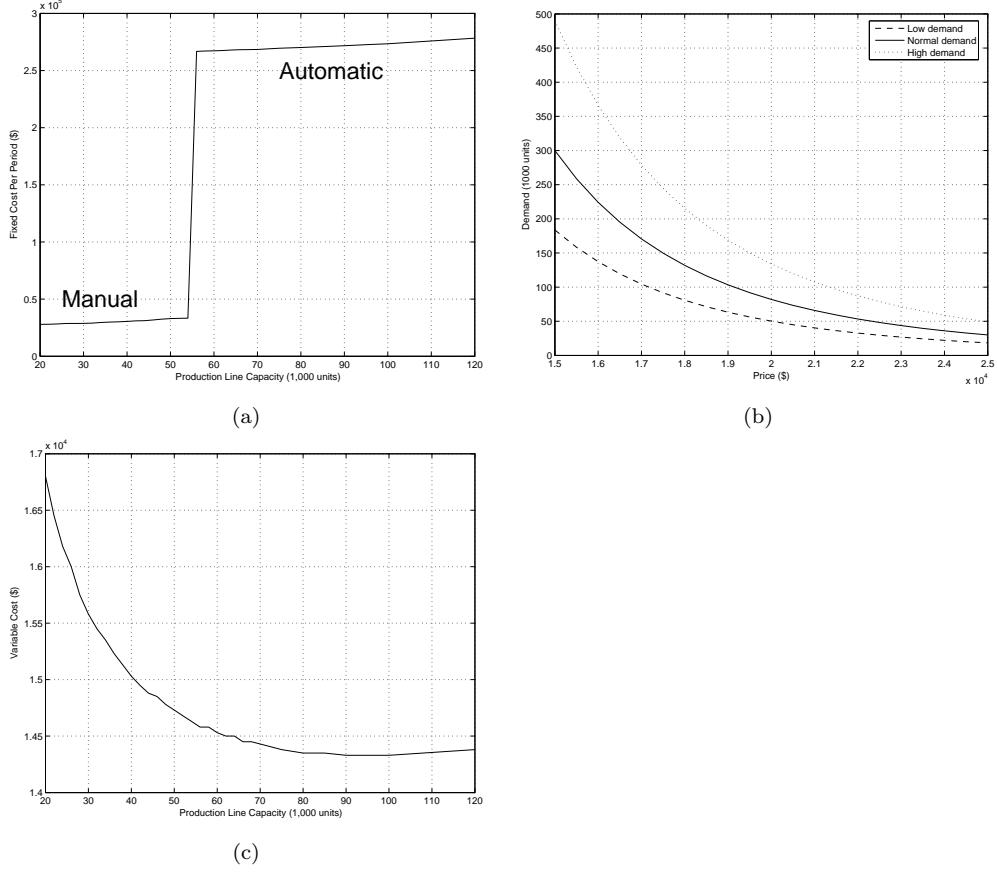 x 10^5
3
2.5
2
1.5
1
0.5
0
Fixed Cost Per Period ($)
Automatic
Manual
20 30 40 50 60 70 80 90 100 110 120
Production Line Capacity (1,000 units)
(a)
500
450
400
350
300
250
200
150
100
50
0
Demand (1000 units)
Low demand
Normal demand
High demand
1.5 1.6 1.7 1.8 1.9 2 2.1 2.2 2.3 2.4 2.5
Price ($)
x 10^4
(b)
x 10^4
1.7
1.65
1.6
1.55
1.5
1.45
1.4
Variable Cost ($)
20 30 40 50 60 70 80 90 100 110 120
Production Line Capacity (1,000 units)
(c)